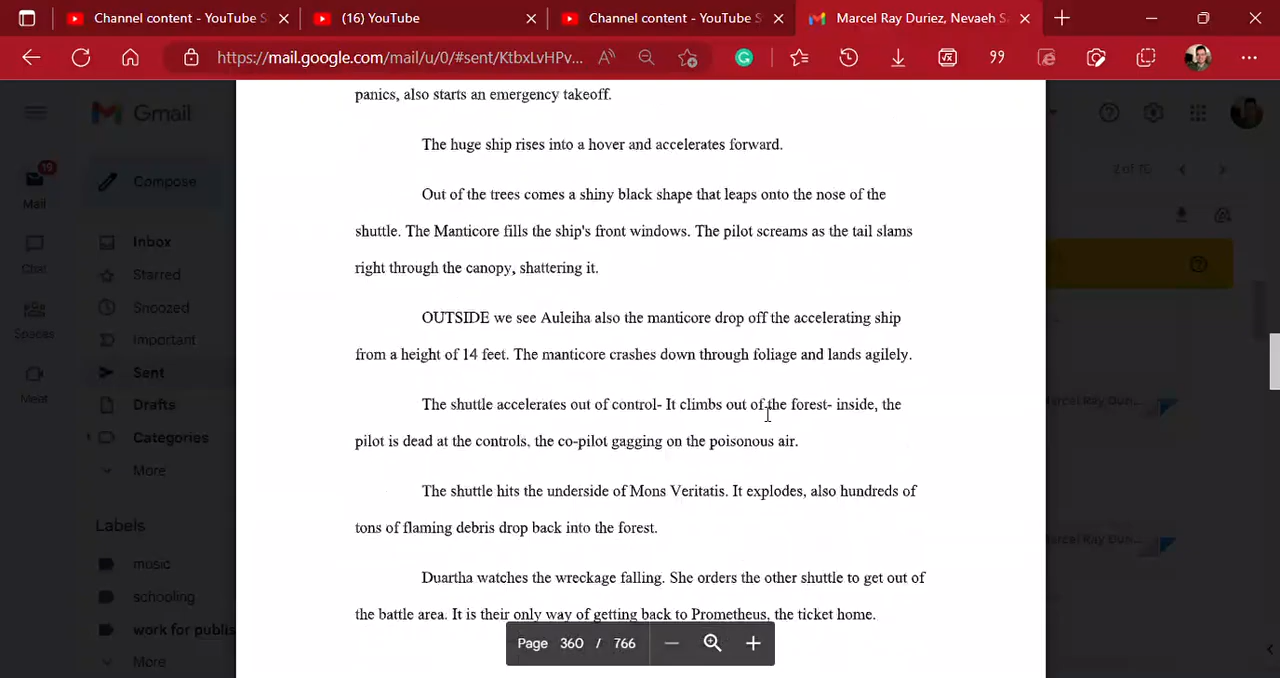 Channel content - YouTube S
(16) YouTube
Channel content - YouTube S
Marcel Ray Duriez, Nevaeh S
https://mail.google.com/mail/u/0/#sent/KtbxLvHPv...
Gmail
Compose
19
Mail
Chat
Spaces
Meet
Inbox
Starred
Snoozed
Important
Sent
Drafts
Categories
More
Labels
music
schooling
work for publis
More
2 of 70
panics, also starts an emergency takeoff.
The huge ship rises into a hover and accelerates forward.
Out of the trees comes a shiny black shape that leaps onto the nose of the
shuttle. The Manticore fills the ship's front windows. The pilot screams as the tail slams
right through the canopy, shattering it.
OUTSIDE we see Auleiha also the manticore drop off the accelerating ship
from a height of 14 feet. The manticore crashes down through foliage and lands agilely.
The shuttle accelerates out of control- It climbs out of the forest- inside, the
pilot is dead at the controls, the co-pilot gagging on the poisonous air.
The shuttle hits the underside of Mons Veritatis. It explodes, also hundreds of
tons of flaming debris drop back into the forest.
Duartha watches the wreckage falling. She orders the other shuttle to get out of
the battle area. It is their only way of getting back to Prometheus, the ticket home.
Page 360 / 766
arcel Ray Dun...
arcel Ray Dun...